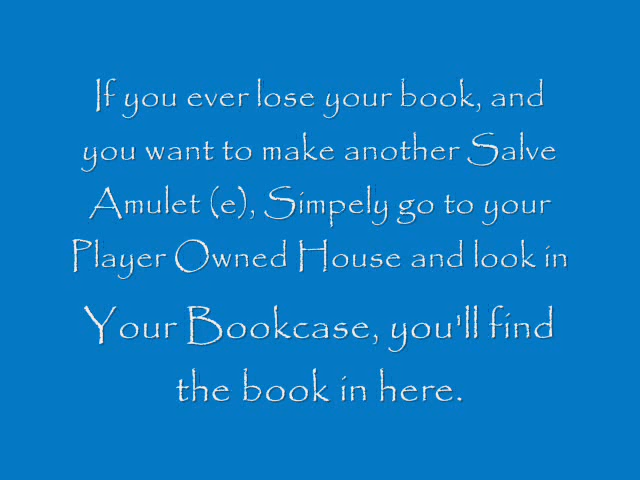 If you ever lose your book, and
you want to make another Salve
Amulet (e), Simpely go to your
Player Owned House and look in
Your Bookcase, you'll find
the book in here.